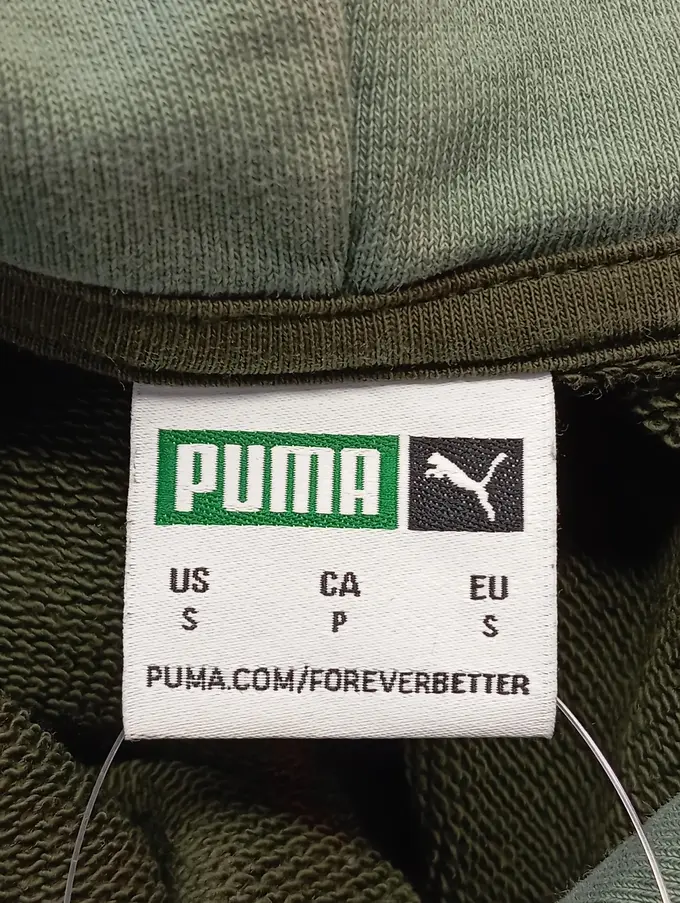 PUMA
US CA EU
S P S
PUMA.COM/FOREVERBETTER